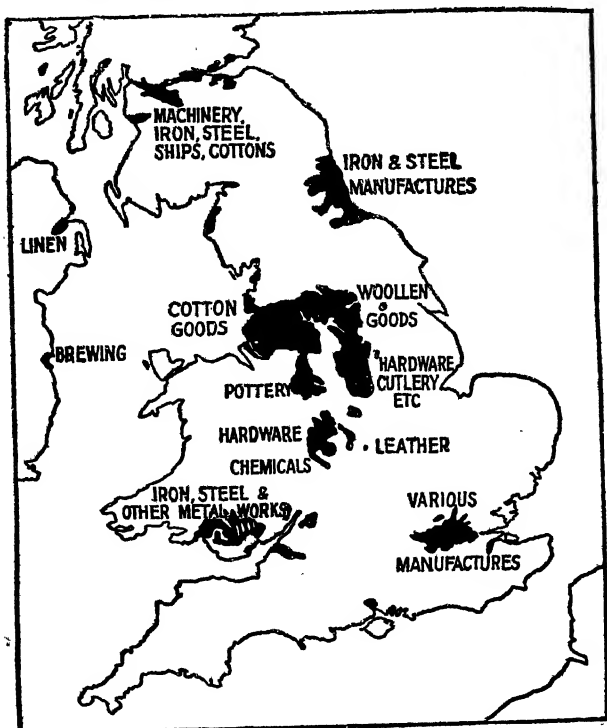 MACHINERY,
IRON, STEEL,
SHIPS, COTTONS
IRON & STEEL
MANUFACTURES
LINEN
COTTON
GOODS
WOOLLEN
GOODS
BREWING
HARDWARE
CUTLERY
ETC
POTTERY
HARDWARE
CHEMICALS
LEATHER
IRON, STEEL &
OTHER METAL WORKS
VARIOUS
MANUFACTURES